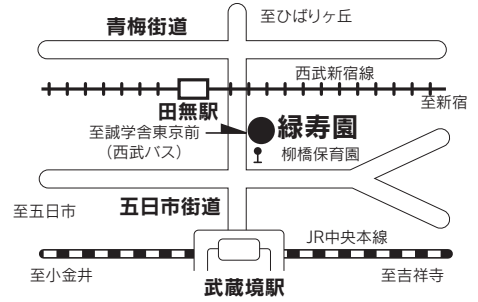 至ひばりヶ丘
青梅街道
西武新宿線
至新宿
田無駅
緑寿園
至誠学舎東京前
（西武バス）
柳橋保育園
五日市街道
至五日市
JR中央本線
至小金井
至吉祥寺
武蔵境駅